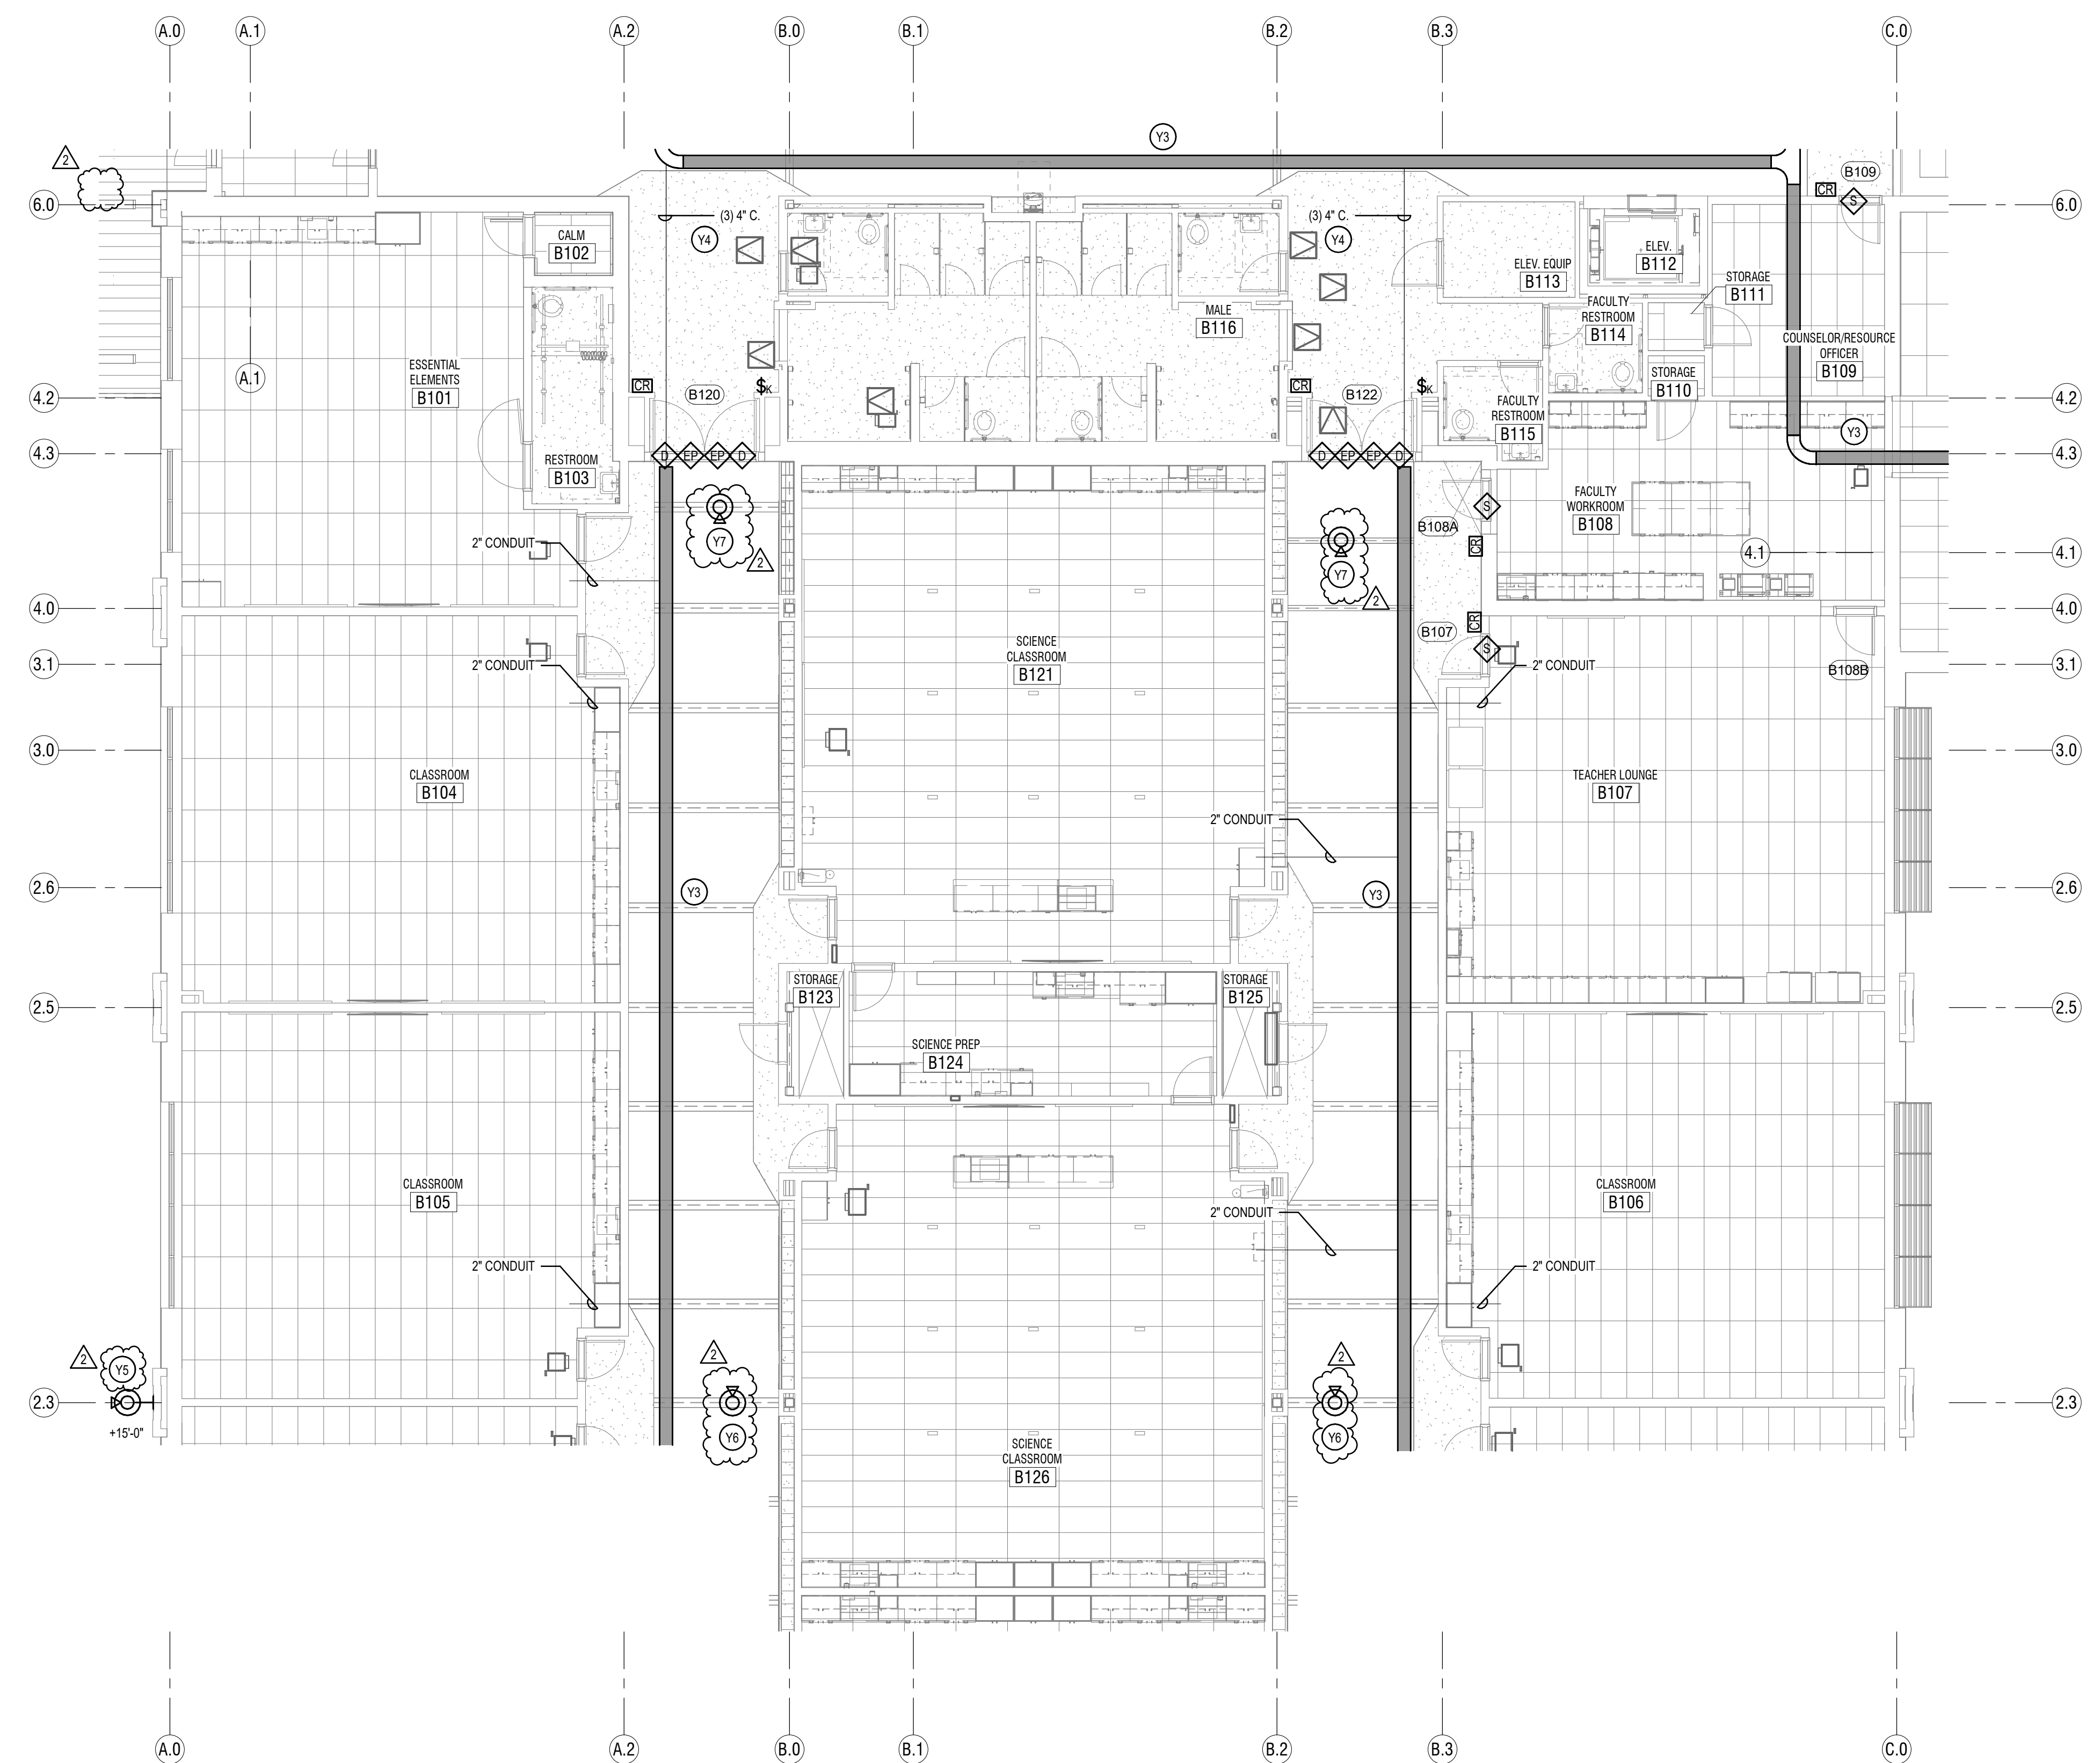 A.0
A.1
A.2
B.0
B.1
B.2
B.3
C.0
Y3
2
B109
CR
S
6.0
6.0
(3) 4" C.
(3) 4" C.
CALM
B102
Y4
Y4
ELEV.
B112
ELEV. EQUIP
B113
STORAGE
B111
FACULTY
RESTROOM
B114
MALE
B116
COUNSELOR/RESOURCE
OFFICER
B109
ESSENTIAL
ELEMENTS
B101
A.1
STORAGE
B110
CR
B120
$K
CR
B122
$K
4.2
4.2
FACULTY
RESTROOM
B115
Y3
4.3
D
EP
EP
D
D
EP
EP
D
4.3
RESTROOM
B103
FACULTY
WORKROOM
B108
S
B108A
Y7
2" CONDUIT
2
CR
4.1
4.1
Y7
2
4.0
4.0
CR
B107
S
SCIENCE
CLASSROOM
B121
3.1
2" CONDUIT
2" CONDUIT
B108B
3.1
3.0
3.0
CLASSROOM
B104
TEACHER LOUNGE
B107
2" CONDUIT
2.6
Y3
Y3
2.6
STORAGE
B123
STORAGE
B125
2.5
2.5
SCIENCE PREP
B124
CLASSROOM
B105
CLASSROOM
B106
2" CONDUIT
2" CONDUIT
2" CONDUIT
2
Y5
2
2
2.3
2.3
+15'-0"
Y6
Y6
SCIENCE
CLASSROOM
B126
A.0
A.2
B.0
B.1
B.2
B.3
C.0